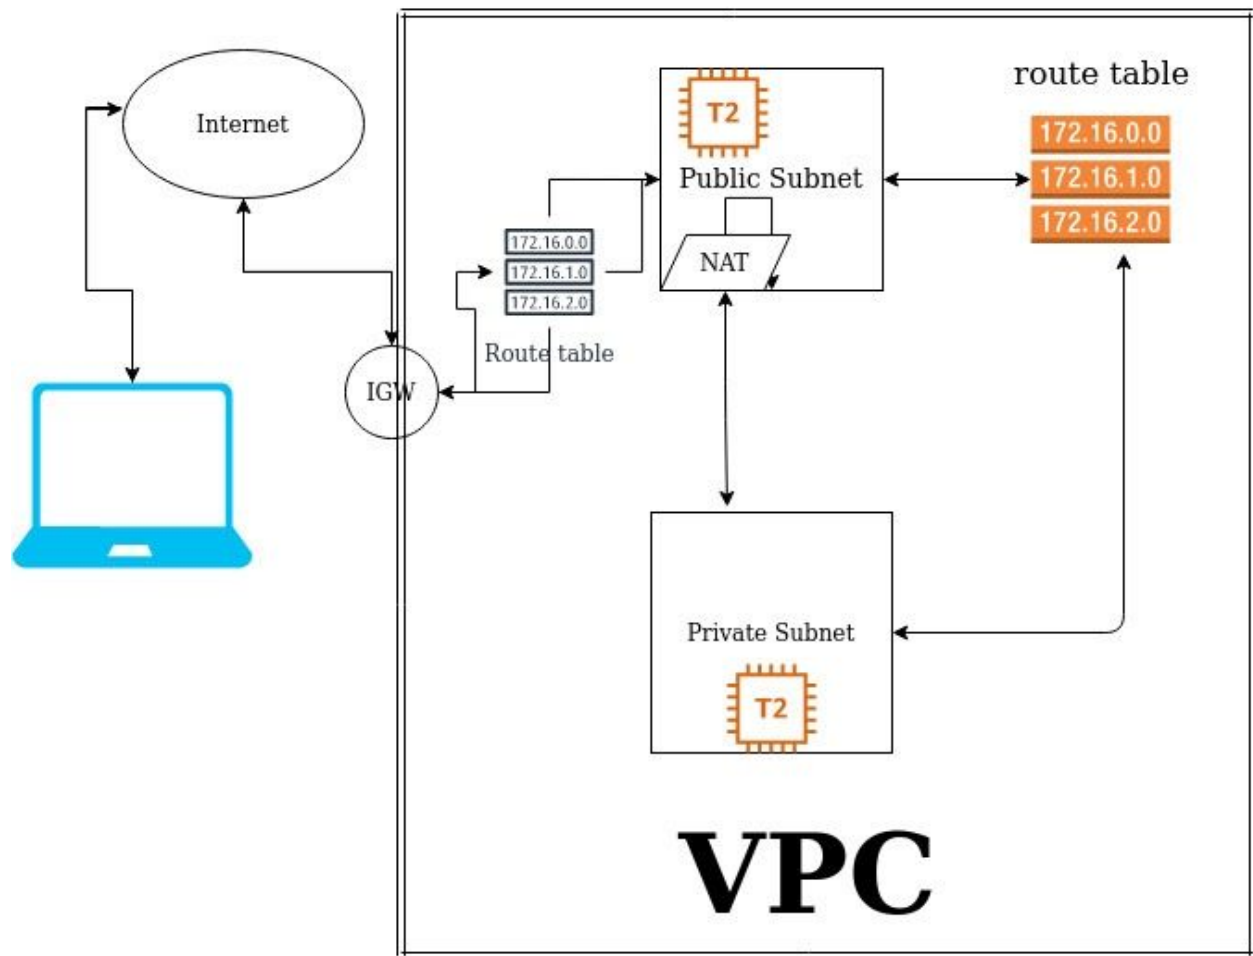 Internet
IGW
172.16.0.0
172.16.1.0
172.16.2.0
Route table
T2
Public Subnet
NAT
route table
172.16.0.0
172.16.1.0
172.16.2.0
Private Subnet
T2
VPC